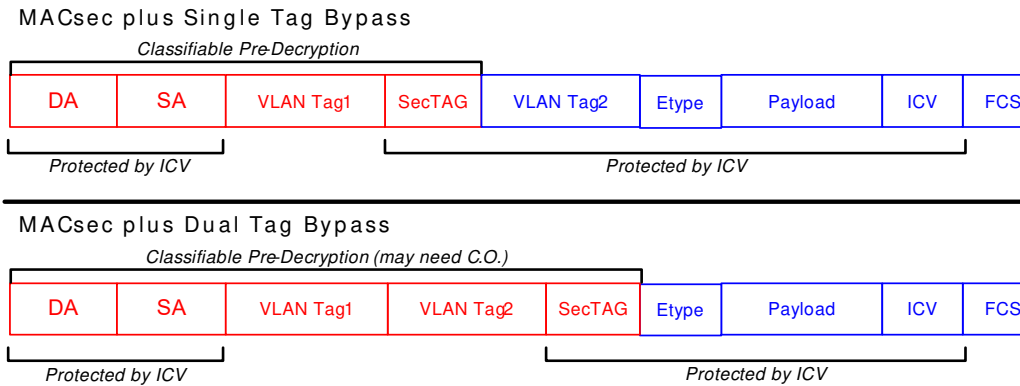 MACsec plus Single Tag Bypass
Classifiable Pre-Decryption
DA SA VLAN Tag1 SecTAG VLAN Tag2 Etype Payload ICV FCS
Protected by ICV Protected by ICV
MACsec plus Dual Tag Bypass
Classifiable Pre-Decryption (may need C.O.)
DA SA VLAN Tag1 VLAN Tag2 SecTAG Etype Payload ICV FCS
Protected by ICV Protected by ICV